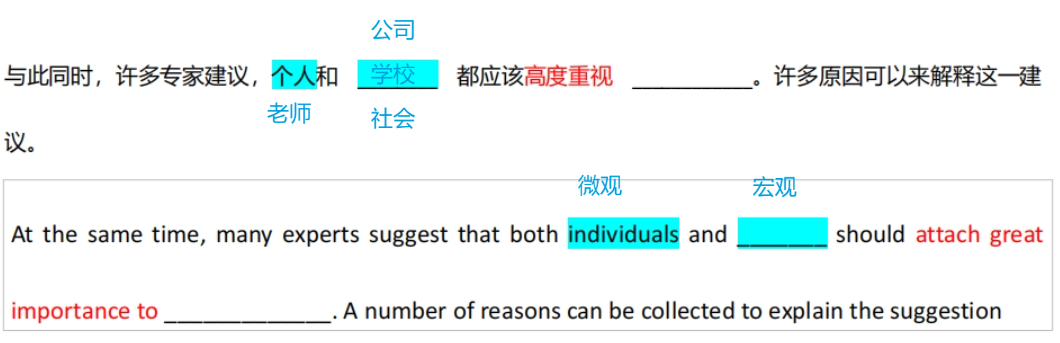 公司
与此同时，许多专家建议，个人和 学校 都应该高度重视 __________。许多原因可以来解释这一建
老师 社会
议。
微观 宏观
At the same time, many experts suggest that both individuals and _______ should attach great
importance to _____________. A number of reasons can be collected to explain the suggestion